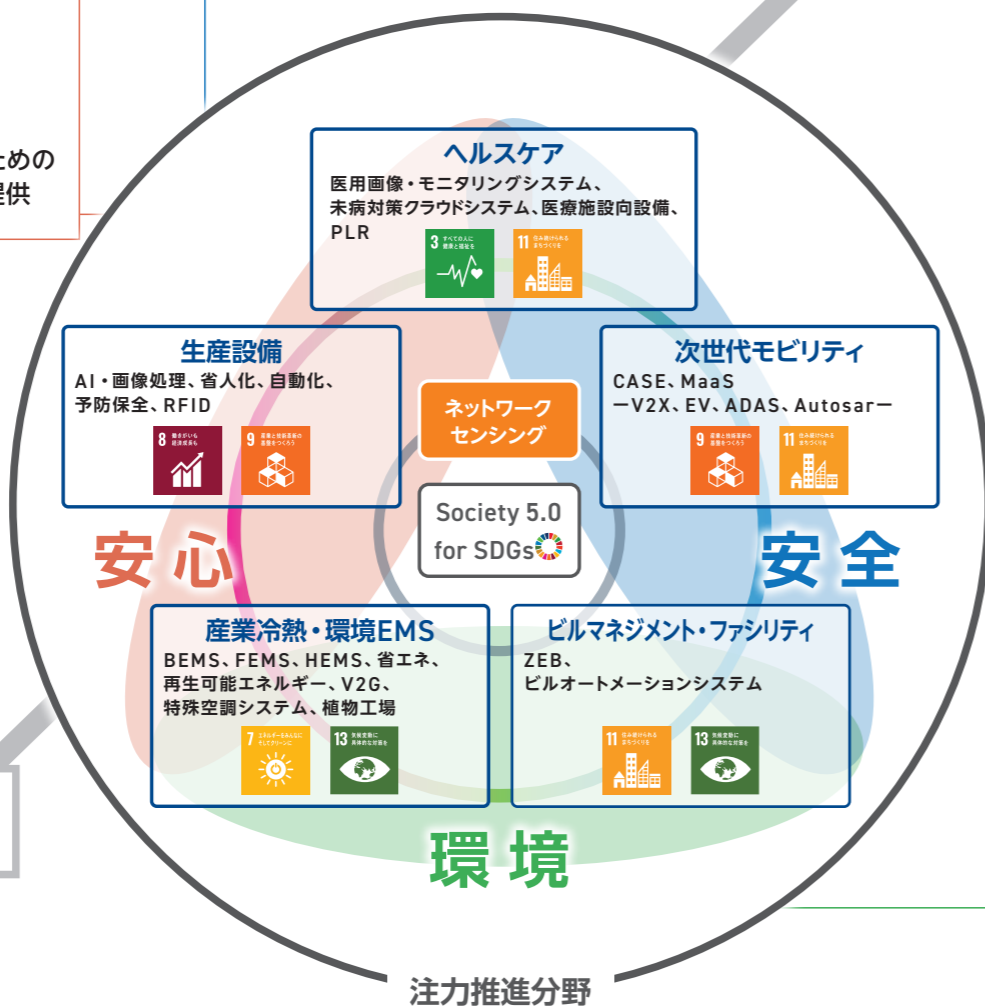 ための
提供
ヘルスケア
医用画像・モニタリングシステム、
未病対策クラウドシステム、医療施設向設備、
PLR
3 すべての人に
健康と福祉を
11 住み続けられる
まちづくりを
生産設備
AI・画像処理、省人化、自動化、
予防保全、RFID
8 働きがいも
経済成長も
9 産業と技術革新の
基盤をつくろう
次世代モビリティ
CASE、MaaS
ーV2X、EV、ADAS、Autosarー
9 産業と技術革新の
基盤をつくろう
11 住み続けられる
まちづくりを
ネットワーク
センシング
Society 5.0
for SDGs
安心
安全
産業冷熱・環境EMS
BEMS、FEMS、HEMS、省エネ、
再生可能エネルギー、V2G、
特殊空調システム、植物工場
7 エネルギーをみんなに
そしてクリーンに
13 気候変動に
具体的な対策を
ビルマネジメント・ファシリティ
ZEB、
ビルオートメーションシステム
11 住み続けられる
まちづくりを
13 気候変動に
具体的な対策を
環境
注力推進分野